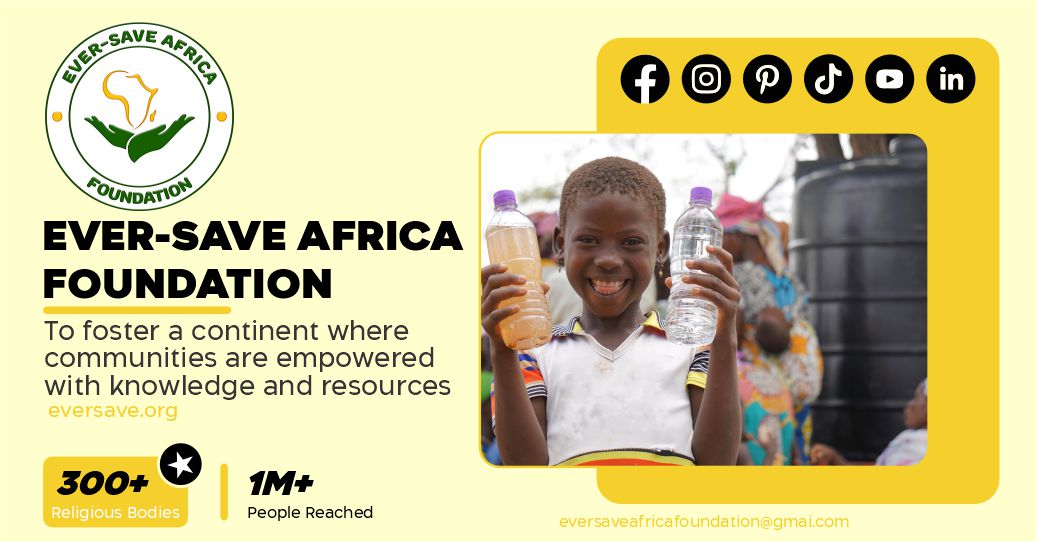 EVER-SAVE AFRICA
FOUNDATION
EVER-SAVE AFRICA
FOUNDATION
To foster a continent where
communities are empowered
with knowledge and resources
eversave.org
300+
Religious Bodies
1M+
People Reached
eversaveafricafoundation@gmai.com